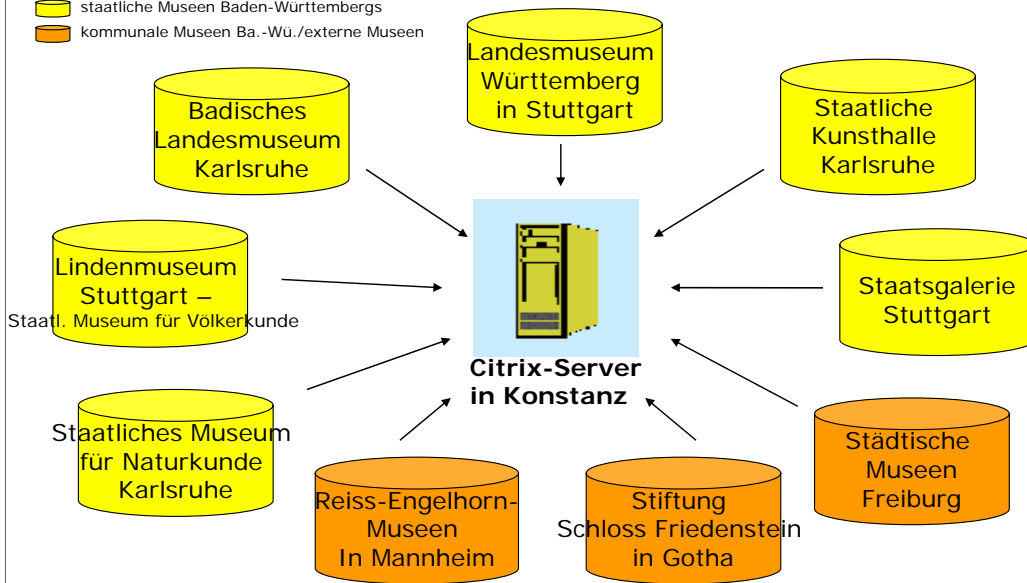 staatliche Museen Baden-Württembergs
kommunale Museen Ba.-Wü./externe Museen
Landesmuseum
Württemberg
in Stuttgart
Badisches
Landesmuseum
Karlsruhe
Staatliche
Kunsthalle
Karlsruhe
Lindenmuseum
Stuttgart –
Staatl. Museum für Völkerkunde
Staatsgalerie
Stuttgart
Citrix-Server
in Konstanz
Staatliches Museum
für Naturkunde
Karlsruhe
Städtische
Museen
Freiburg
Reiss-Engelhorn-
Museen
In Mannheim
Stiftung
Schloss Friedenstein
in Gotha